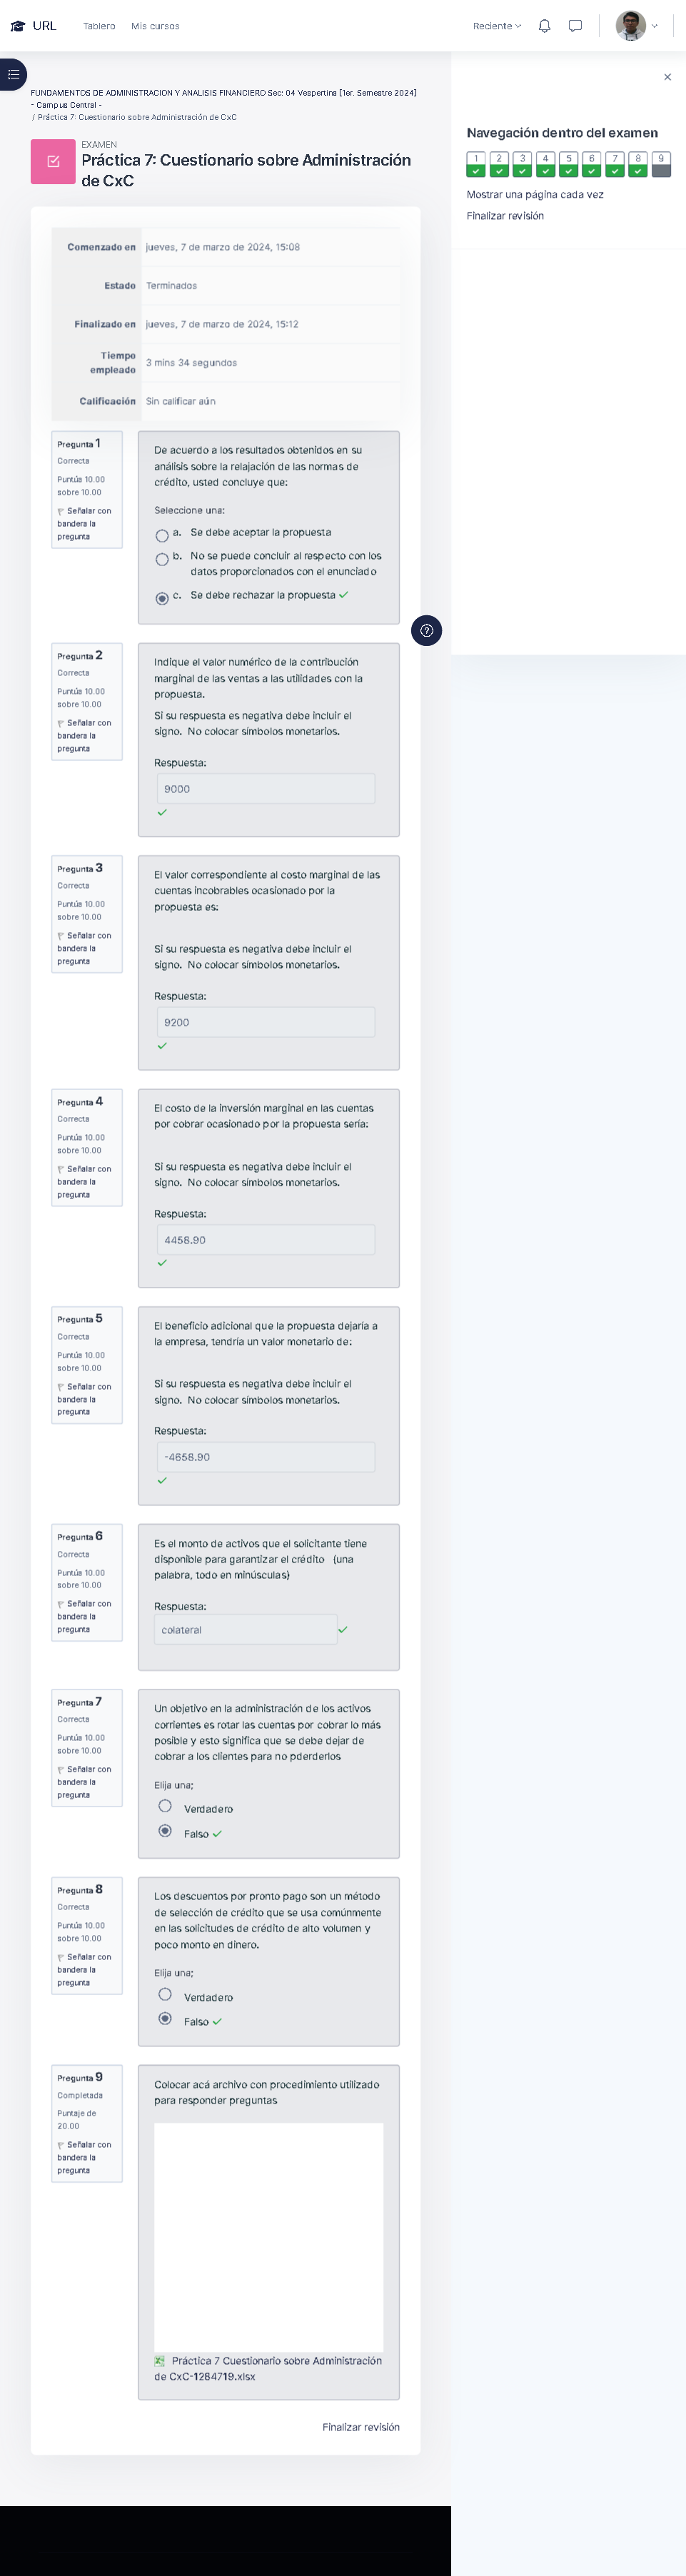 URL
Tablero
Mis cursos
Reciente
FUNDAMENTOS DE ADMINISTRACION Y ANALISIS FINANCIERO Sec: 04 Vespertina [1er. Semestre 2024]
- Campus Central -
/ Práctica 7: Cuestionario sobre Administración de CxC
EXAMEN
Práctica 7: Cuestionario sobre Administración
de CxC
Navegación dentro del examen
1 2 3 4 5 6 7 8 9
Mostrar una página cada vez
Finalizar revisión
Comenzado en jueves, 7 de marzo de 2024, 15:08
Estado Terminados
Finalizado en jueves, 7 de marzo de 2024, 15:12
Tiempo
empleado
3 mins 34 segundos
Calificación Sin calificar aún
Pregunta 1
Correcta
Puntúa 10.00
sobre 10.00
Señalar con
bandera la
pregunta
De acuerdo a los resultados obtenidos en su
análisis sobre la relajación de las normas de
crédito, usted concluye que:
Seleccione una:
a. Se debe aceptar la propuesta
b. No se puede concluir al respecto con los
datos proporcionados con el enunciado
c. Se debe rechazar la propuesta
Pregunta 2
Correcta
Puntúa 10.00
sobre 10.00
Señalar con
bandera la
pregunta
Indique el valor numérico de la contribución
marginal de las ventas a las utilidades con la
propuesta.
Si su respuesta es negativa debe incluir el
signo. No colocar símbolos monetarios.
Respuesta:
9000
Pregunta 3
Correcta
Puntúa 10.00
sobre 10.00
Señalar con
bandera la
pregunta
El valor correspondiente al costo marginal de las
cuentas incobrables ocasionado por la
propuesta es:
Si su respuesta es negativa debe incluir el
signo. No colocar símbolos monetarios.
Respuesta:
9200
Pregunta 4
Correcta
Puntúa 10.00
sobre 10.00
Señalar con
bandera la
pregunta
El costo de la inversión marginal en las cuentas
por cobrar ocasionado por la propuesta sería:
Si su respuesta es negativa debe incluir el
signo. No colocar símbolos monetarios.
Respuesta:
4458.90
Pregunta 5
Correcta
Puntúa 10.00
sobre 10.00
Señalar con
bandera la
pregunta
El beneficio adicional que la propuesta dejaría a
la empresa, tendría un valor monetario de:
Si su respuesta es negativa debe incluir el
signo. No colocar símbolos monetarios.
Respuesta:
-4658.90
Pregunta 6
Correcta
Puntúa 10.00
sobre 10.00
Señalar con
bandera la
pregunta
Es el monto de activos que el solicitante tiene
disponible para garantizar el crédito (una
palabra, todo en minúsculas)
Respuesta:
colateral
Pregunta 7
Correcta
Puntúa 10.00
sobre 10.00
Señalar con
bandera la
pregunta
Un objetivo en la administración de los activos
corrientes es rotar las cuentas por cobrar lo más
posible y esto significa que se debe dejar de
cobrar a los clientes para no pderderlos
Elija una;
Verdadero
Falso
Pregunta 8
Correcta
Puntúa 10.00
sobre 10.00
Señalar con
bandera la
pregunta
Los descuentos por pronto pago son un método
de selección de crédito que se usa comúnmente
en las solicitudes de crédito de alto volumen y
poco monto en dinero.
Elija una;
Verdadero
Falso
Pregunta 9
Completada
Puntaje de
20.00
Señalar con
bandera la
pregunta
Colocar acá archivo con procedimiento utilizado
para responder preguntas
Práctica 7 Cuestionario sobre Administración
de CxC-1284719.xlsx
Finalizar revisión